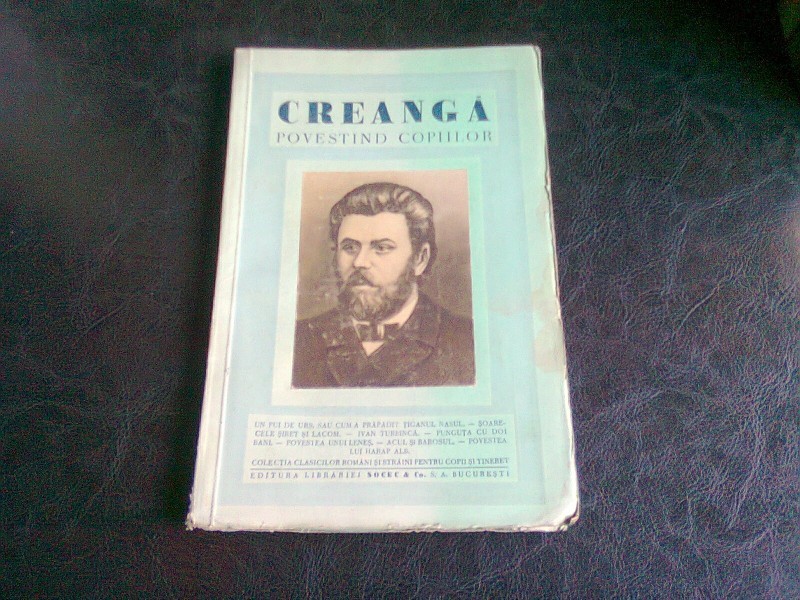 CREANGĂ
POVESTIND COPIILOR
UN PUI DE URS, SAU CUM A PRĂPĂDIT ȚIGANUL NASUL. — ȘOARE-
CELE ȘIRET ȘI LACOM. — IVAN TURBINCĂ. — PUNGUȚA CU DOI
BANI. — POVESTEA UNUI LENEȘ. — ACUL ȘI BAROSUL. — POVESTEA
LUI HARAP ALB.
COLECȚIA CLASICILOR ROMÂNI ȘI STRĂINI PENTRU COPII ȘI TINERET
EDITURA LIBRĂRIEI SOCEC & Co. S. A. BUCUREȘTI